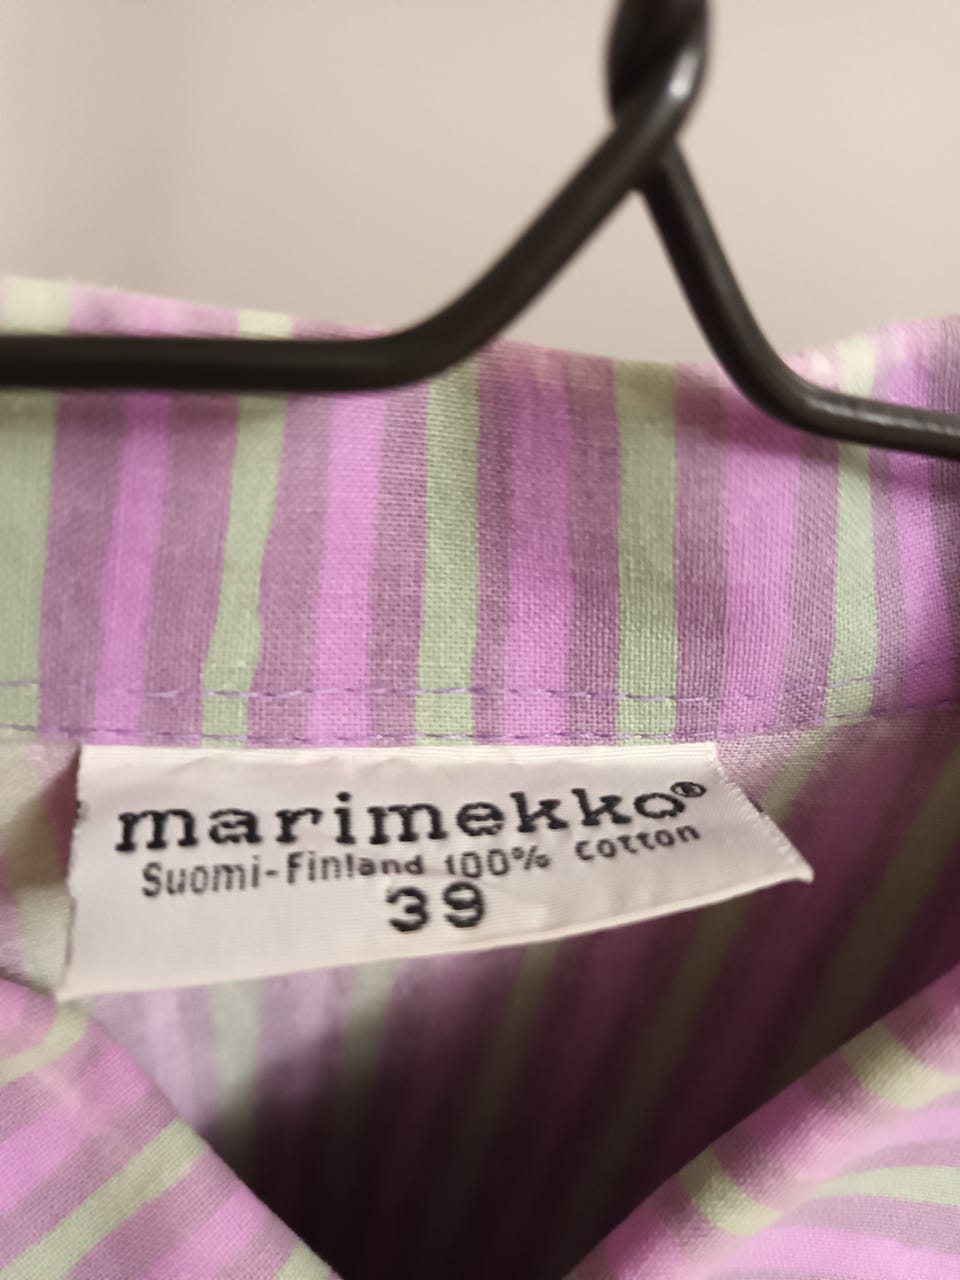 marimekko®
Suomi-Finland 100% cotton
39